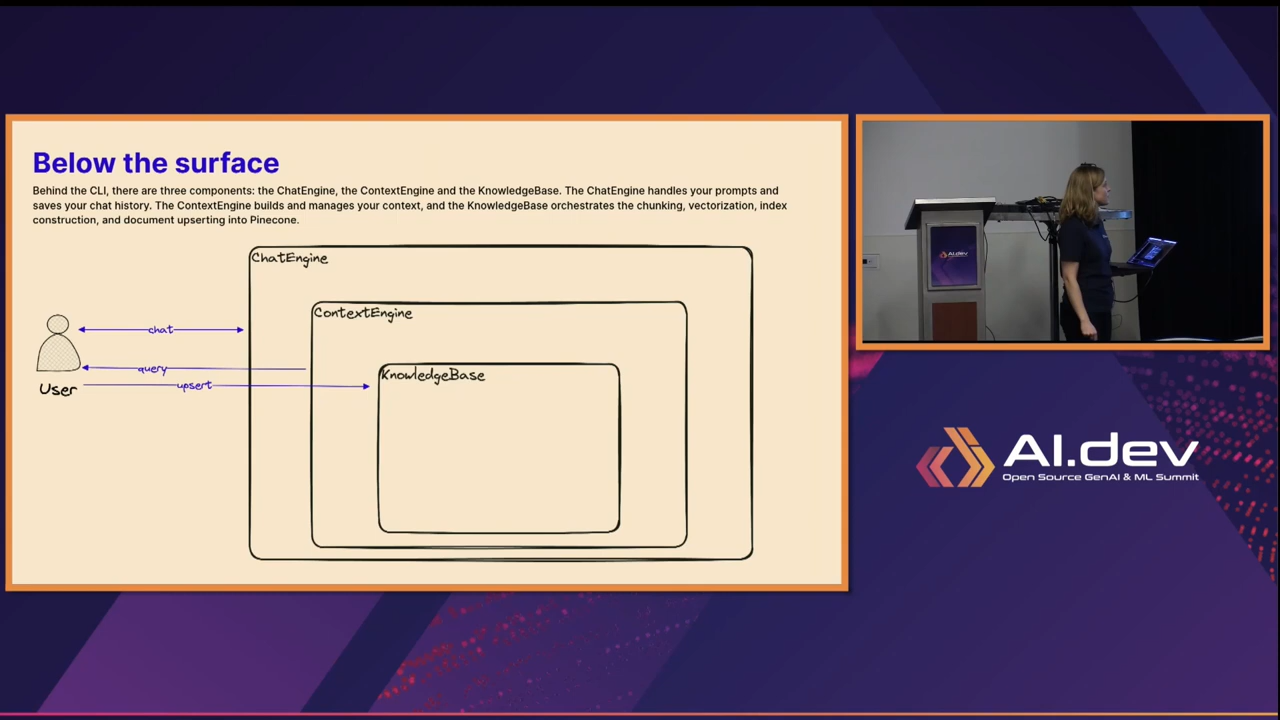 Below the surface
Behind the CLI, there are three components: the ChatEngine, the ContextEngine and the KnowledgeBase. The ChatEngine handles your prompts and
saves your chat history. The ContextEngine builds and manages your context, and the KnowledgeBase orchestrates the chunking, vectorization, index
construction, and document upserting into Pinecone.
ChatEngine
ContextEngine
chat
KnowledgeBase
query
upsert
User
AI.dev
AI.dev
Open Source GenAI & ML Summit